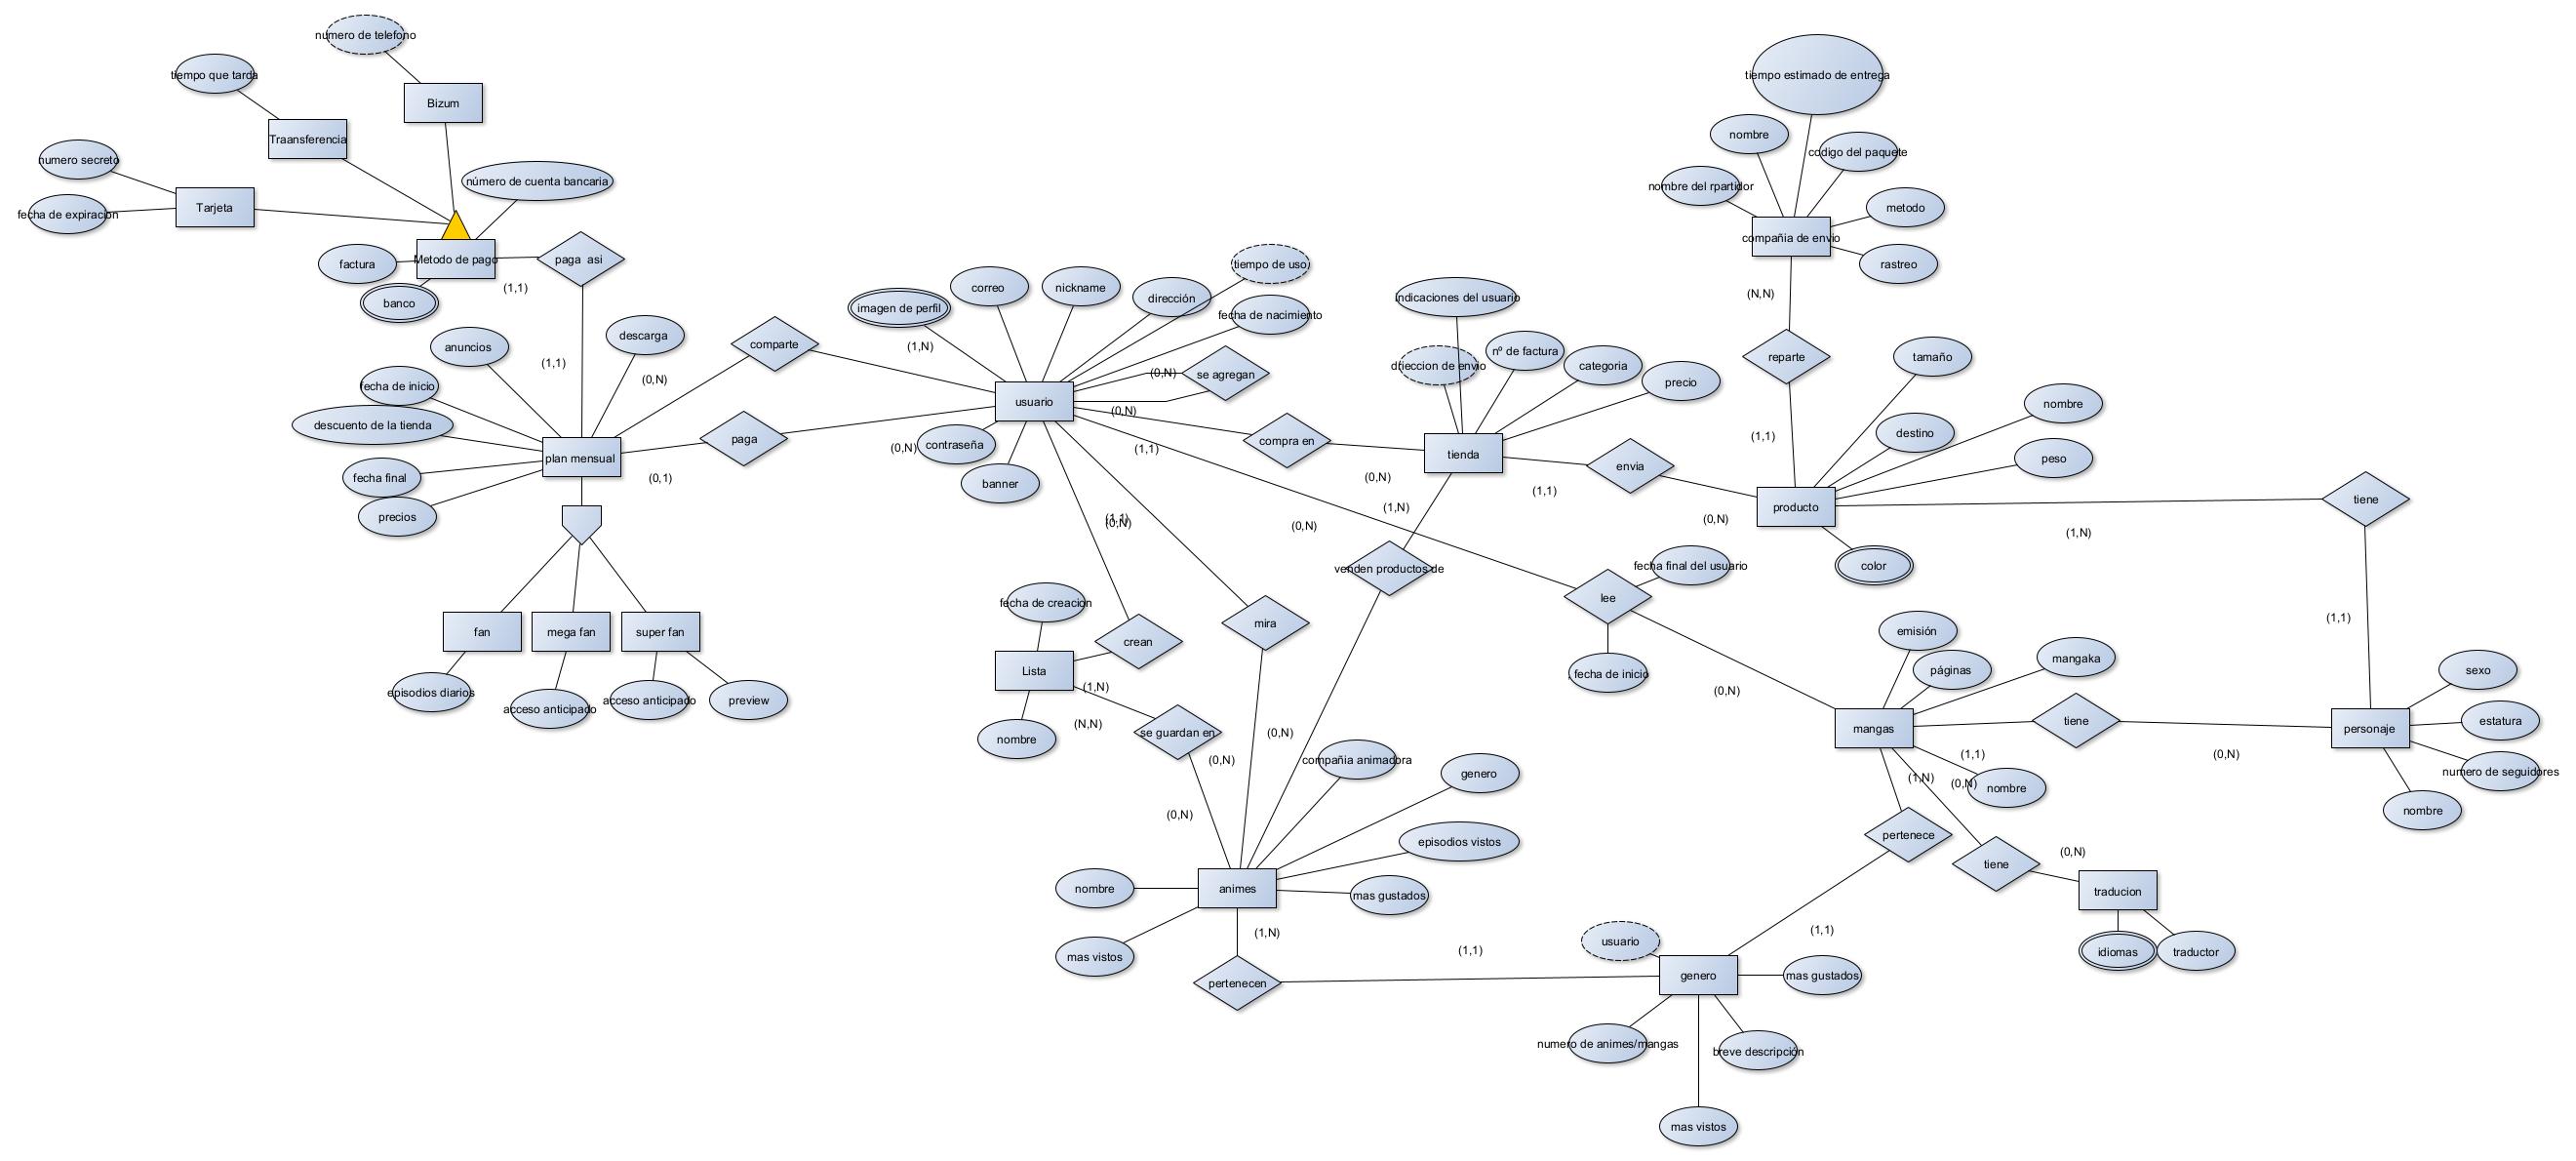 numero de telefono
tiempo que tarda
Bizum
Traansferencia
numero secreto
Tarjeta
fecha de expiracion
número de cuenta bancaria
factura
Metodo de pago
paga asi
banco
(1,1)
(1,1)
anuncios
descarga
(0,N)
fecha de inicio
descuento de la tienda
fecha final
precios
plan mensual
paga
(0,1)
comparte
(1,N)
(0,N)
fan
mega fan
super fan
episodios diarios
acceso anticipado
acceso anticipado
preview
imagen de perfil
correo
nickname
dirección
tiempo de uso
fecha de nacimiento
(0,N)
se agregan
usuario
(0,N)
contraseña
banner
(1,1)
compra en
(0,N)
indicaciones del usuario
drieccion de envio
nº de factura
categoria
precio
tienda
envia
(1,1)
(0,N)
(1,N)
(0,N)
venden productos de
tiempo estimado de entrega
nombre
codigo del paquete
nombre del rpartidor
metodo
compañia de envio
rastreo
(N,N)
reparte
(1,1)
tamaño
nombre
destino
peso
producto
color
tiene
(1,N)
(1,1)
(1,1)
(0,N)
fecha de creacion
crean
Lista
(1,N)
(N,N)
nombre
se guardan en
(0,N)
(0,N)
mira
(0,N)
lee
fecha final del usuario
fecha de inicio
(0,N)
emisión
páginas
mangaka
mangas
tiene
(1,1)
(0,N)
(1,N)
(0,N)
nombre
personaje
sexo
estatura
numero de seguidores
nombre
pertenece
tiene
(0,N)
traducion
idiomas
traductor
compañia animadora
genero
episodios vistos
mas gustados
animes
nombre
mas vistos
(1,N)
pertenecen
(1,1)
(1,1)
usuario
genero
mas gustados
numero de animes/mangas
breve descripción
mas vistos